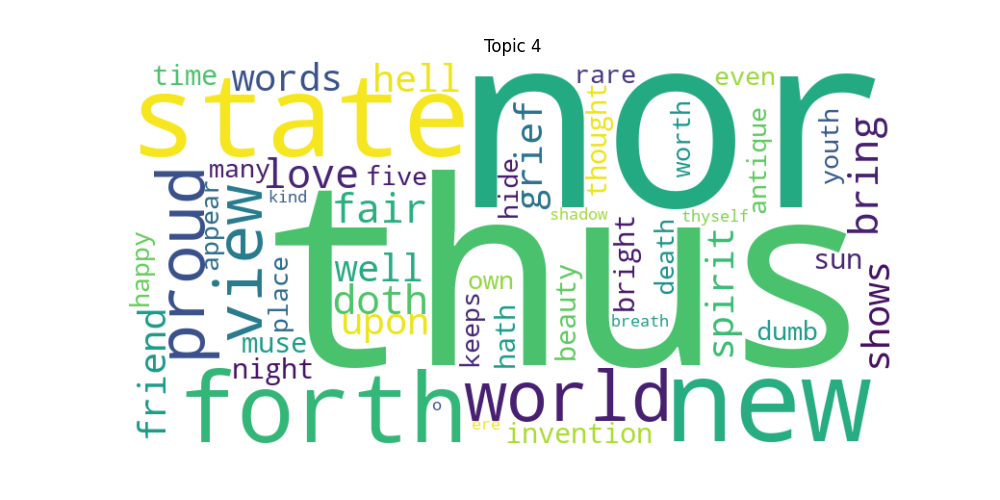 Topic 4
time
words
hell
rare
even
state
nor
thought
worth
antique
youth
bring
grief
hide
many
love
five
kind
proud
appear
view
fair
shadow
thyself
thus
well
doth
upon
own
bright
death
spirit
sun
happy
place
keeps
hath
beauty
breath
dumb
shows
friend
muse
night
forth
o
world
ere
invention
new